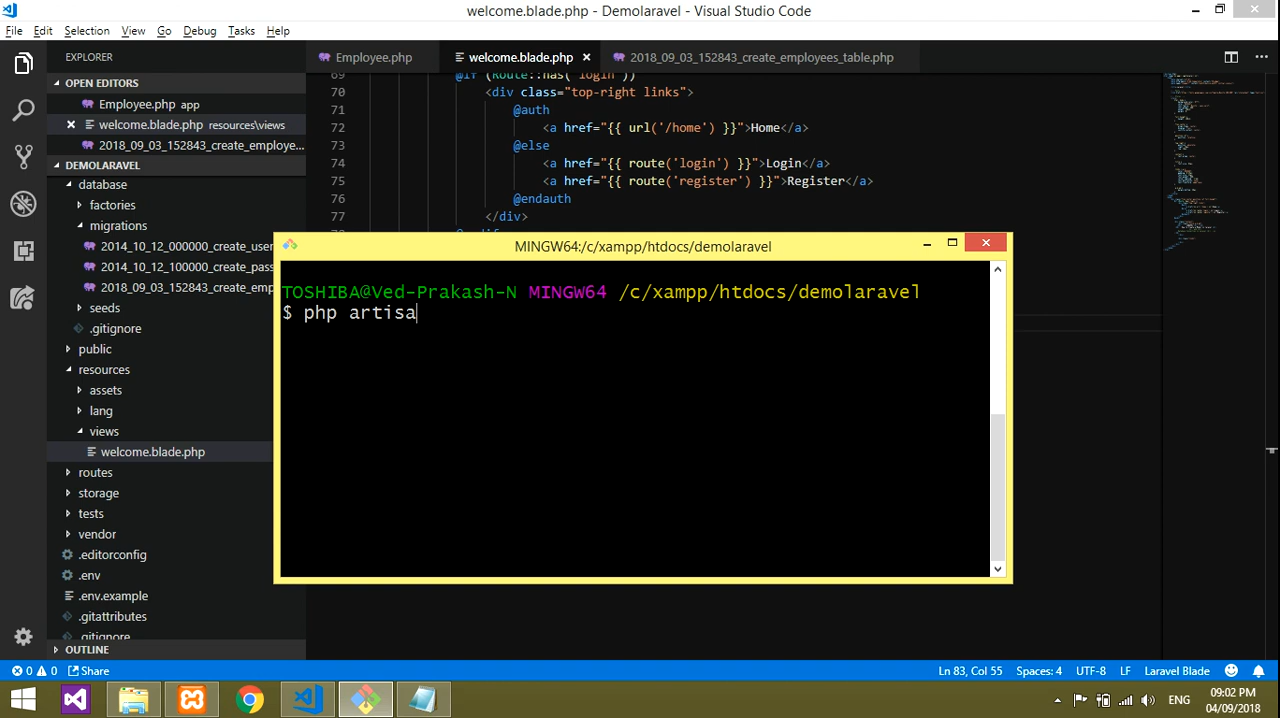 welcome.blade.php - Demolaravel - Visual Studio Code
File Edit Selection View Go Debug Tasks Help
EXPLORER
OPEN EDITORS
Employee.php app
welcome.blade.php resources\views
2018_09_03_152843_create_employe...
DEMOLARAVEL
database
factories
migrations
2014_10_12_000000_create_user
2014_10_12_100000_create_pas
2018_09_03_152843_create_emp
seeds
.gitignore
public
resources
assets
lang
views
welcome.blade.php
routes
storage
tests
vendor
.editorconfig
.env
.env.example
.gitattributes
.gitignore
OUTLINE
Employee.php
welcome.blade.php
2018_09_03_152843_create_employees_table.php
69 @if (Route::has('login'))
70 <div class="top-right links">
71 @auth
72 <a href="{{ url('/home') }}">Home</a>
73 @else
74 <a href="{{ route('login') }}">Login</a>
75 <a href="{{ route('register') }}">Register</a>
76 @endauth
77 </div>
MINGW64:/c/xampp/htdocs/demolaravel
TOSHIBA@Ved-Prakash-N MINGW64 /c/xampp/htdocs/demolaravel
$ php artisa
0 0 Share
Ln 83, Col 55 Spaces: 4 UTF-8 LF Laravel Blade
ENG
09:02 PM
04/09/2018